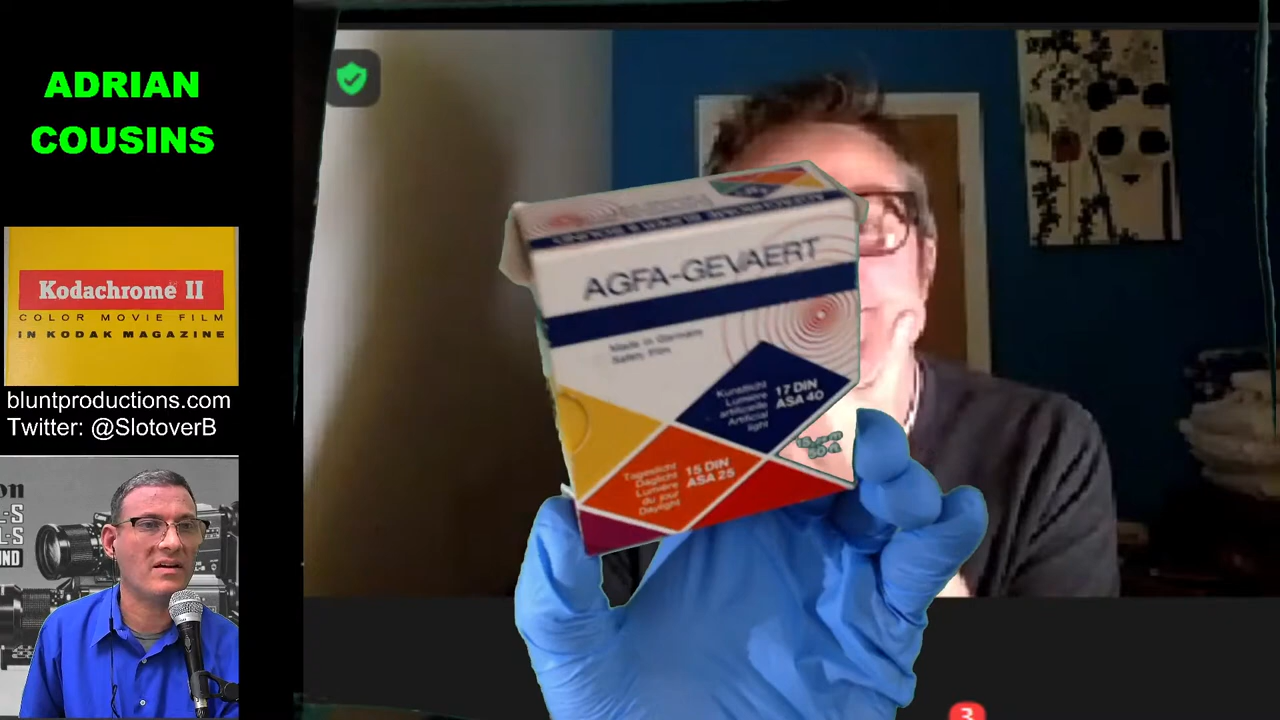 ADRIAN
COUSINS
Kodachrome II
COLOR MOVIE FILM
IN KODAK MAGAZINE
bluntproductions.com
Twitter: @SlotoverB
AGFA-GEVAERT
Made in Germany
Safety Film
Kunstlicht
Lumière
artificielle
Artificial
light
17 DIN
ASA 40
Tageslicht
Daglicht
Lumière
du jour
Daylight
15 DIN
ASA 25
3